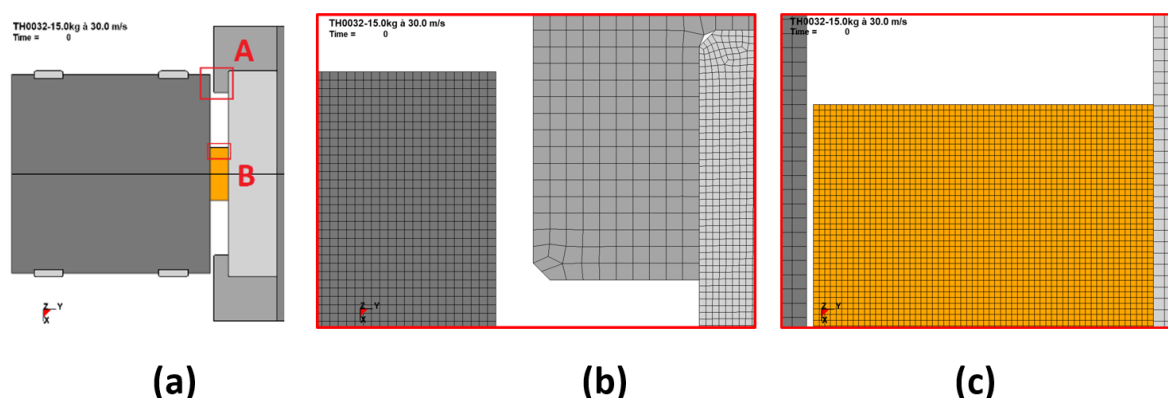 TH0032-15.0kg à 30.0 m/s
Time = 0
A
B
Z Y
X
(a)
TH0032-15.0kg à 30.0 m/s
Time = 0
Z Y
X
(b)
TH0032-15.0kg à 30.0 m/s
Time = 0
Z Y
X
(c)